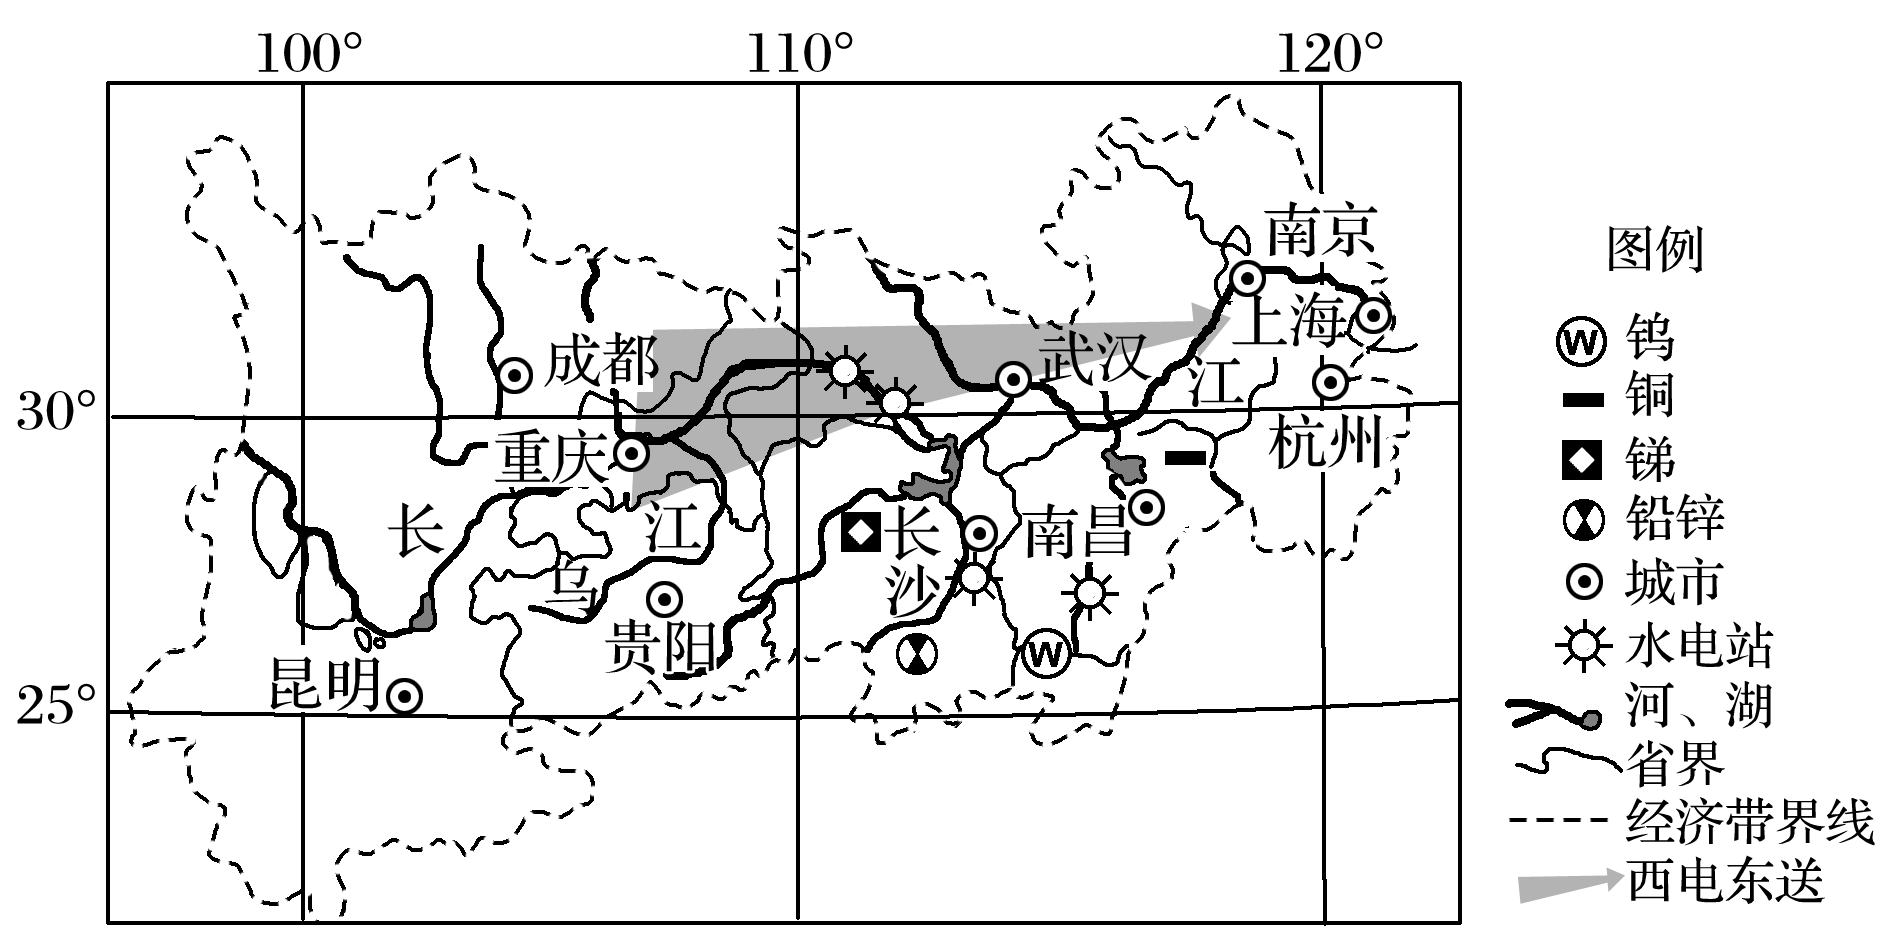 100°
110°
120°
30°
25°
南京
上海
成都
武汉
江
杭州
重庆
长
江
长
沙
南昌
乌
贵阳
昆明
W
图例
W
钨
铜
锑
铅锌
城市
水电站
河、湖
省界
经济带界线
西电东送